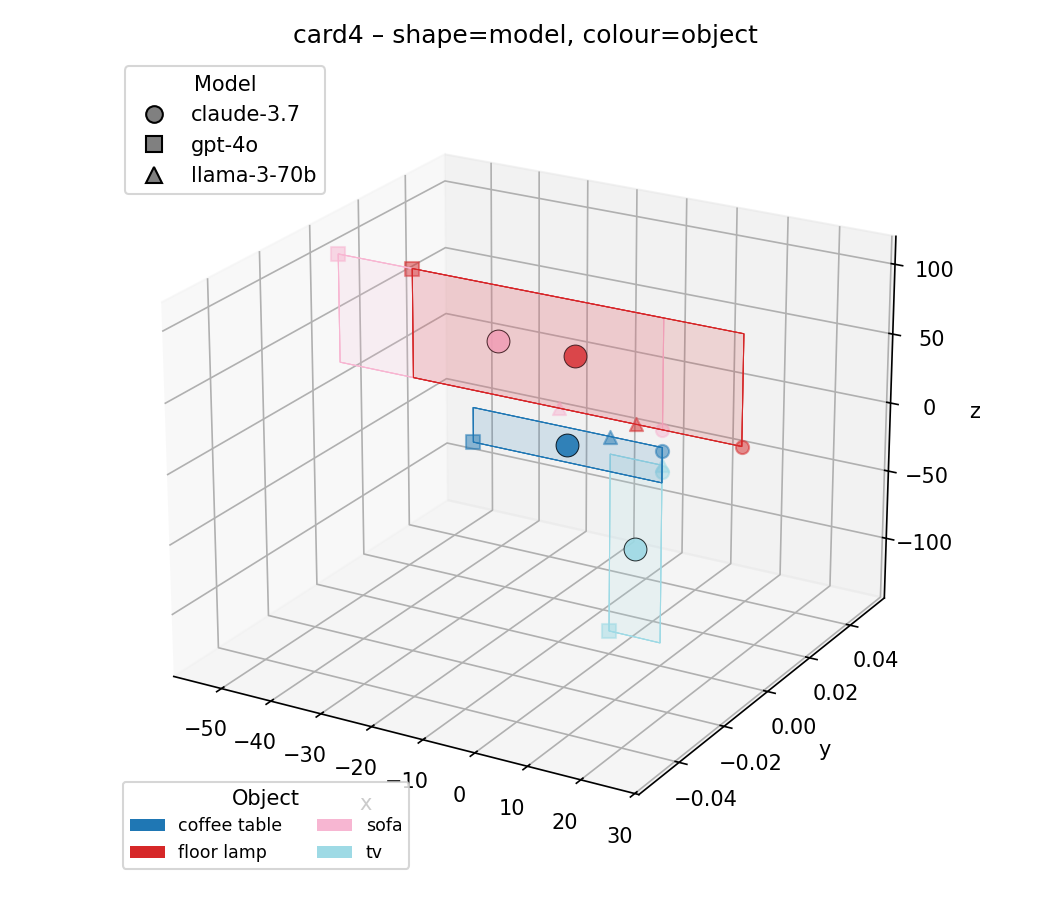 card4 – shape=model, colour=object
Model
claude-3.7
gpt-4o
llama-3-70b
100
50
0
−50
−100
z
0.04
0.02
0.00
−0.02
−0.04
y
−50
−40
−30
−20
−10
0
10
20
30
x
Object
coffee table
floor lamp
sofa
tv